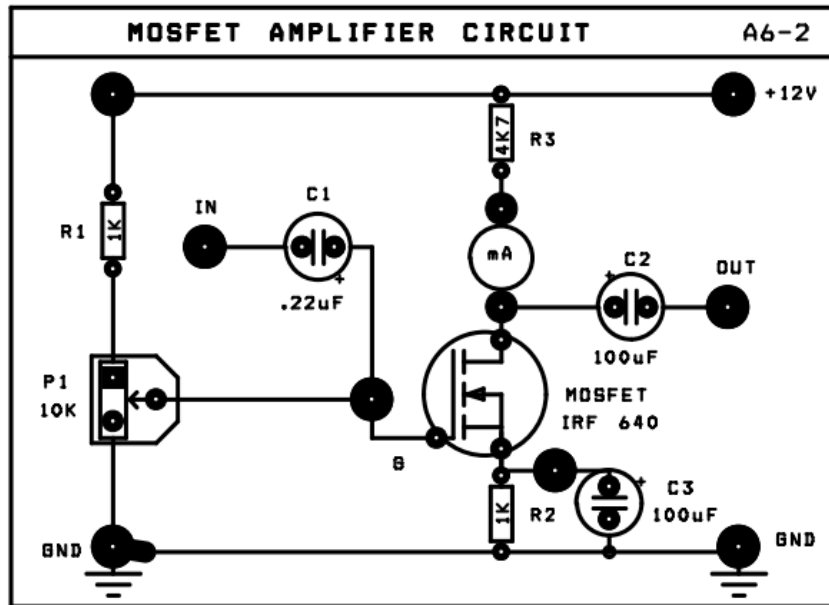 MOSFET AMPLIFIER CIRCUIT A6-2
+12V
4K7
R3
IN
C1
R1
1K
mA
C2
OUT
+
+
.22uF
100uF
P1
10K
MOSFET
IRF 640
G
+
C3
100uF
1K
R2
GND
GND